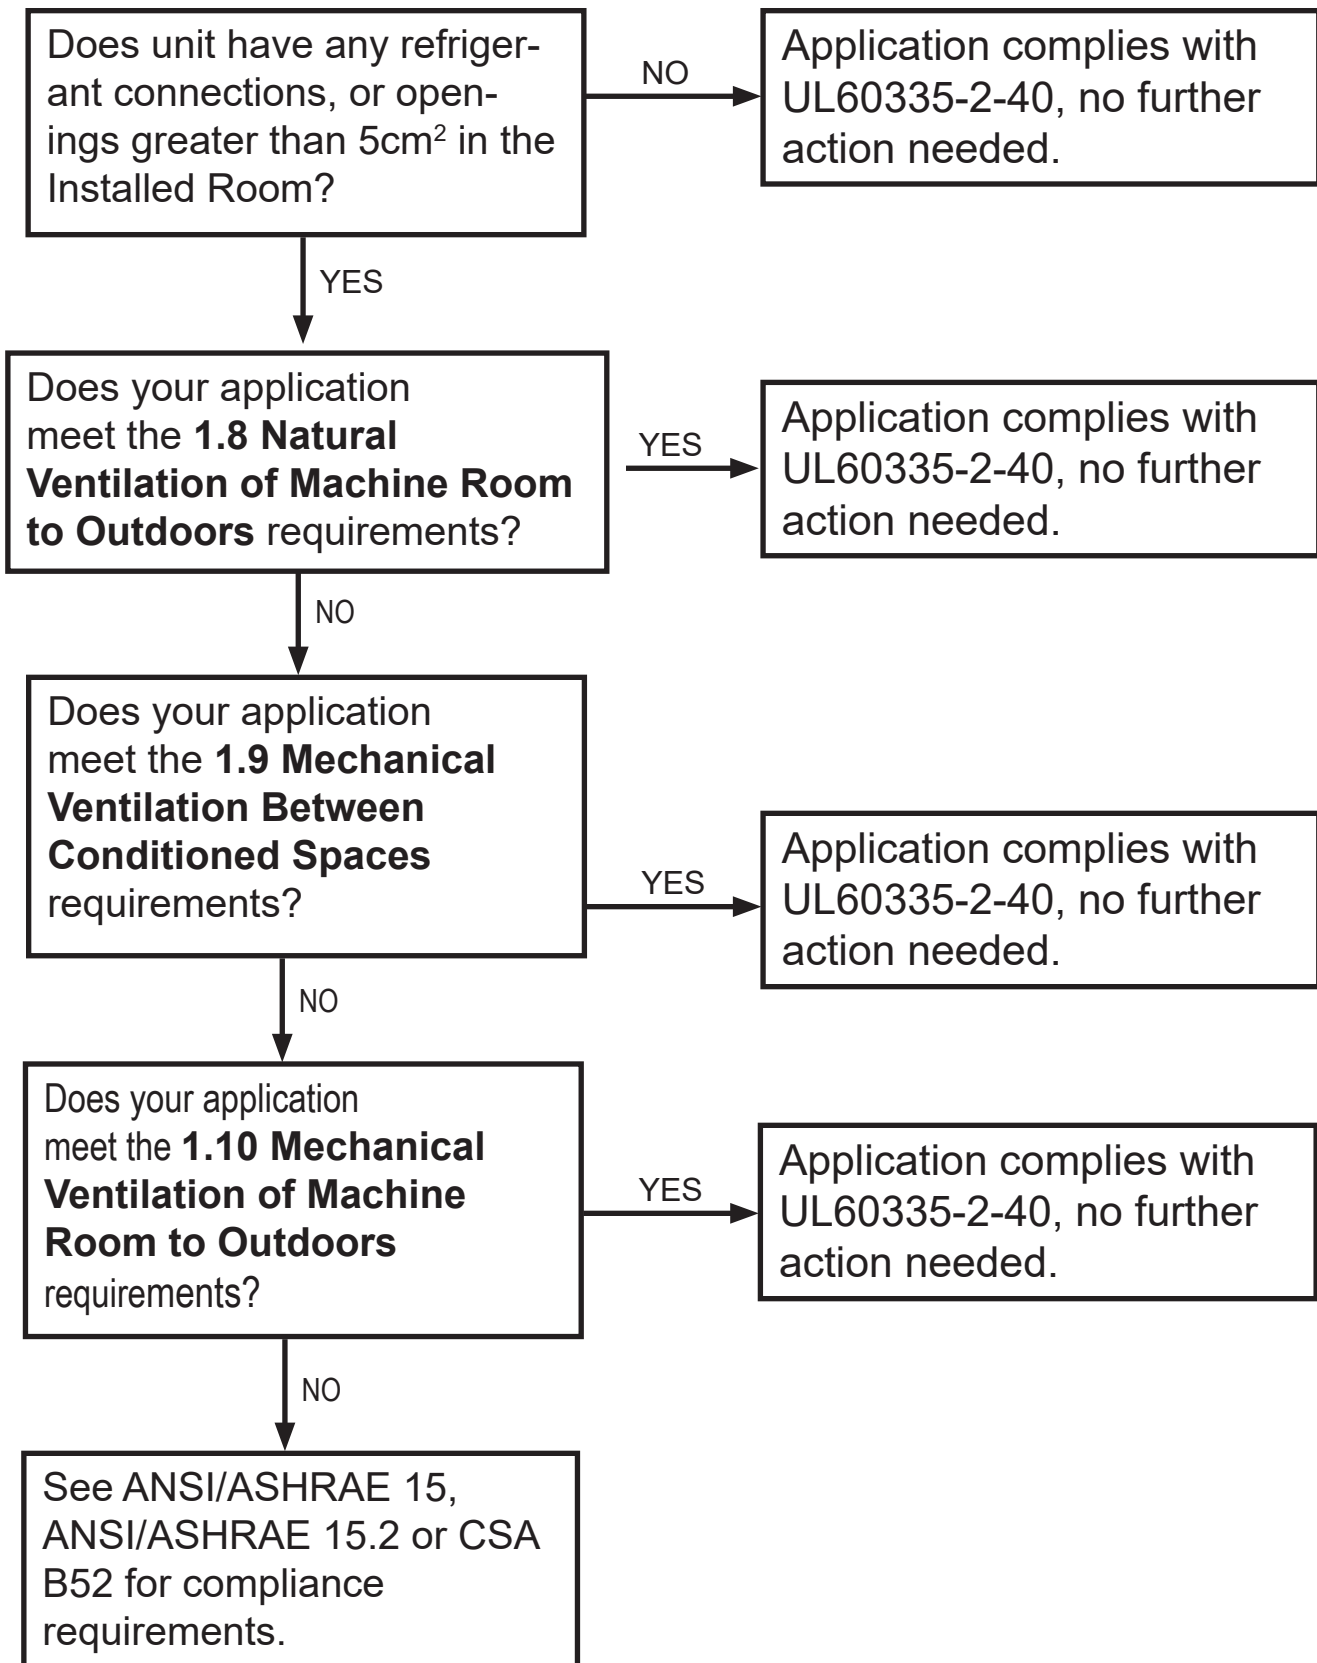 Does unit have any refriger-
ant connections, or open-
ings greater than 5cm² in the
Installed Room?
NO
Application complies with
UL60335-2-40, no further
action needed.
YES
Does your application
meet the 1.8 Natural
Ventilation of Machine Room
to Outdoors requirements?
YES
Application complies with
UL60335-2-40, no further
action needed.
NO
Does your application
meet the 1.9 Mechanical
Ventilation Between
Conditioned Spaces
requirements?
YES
Application complies with
UL60335-2-40, no further
action needed.
NO
Does your application
meet the 1.10 Mechanical
Ventilation of Machine
Room to Outdoors
requirements?
YES
Application complies with
UL60335-2-40, no further
action needed.
NO
See ANSI/ASHRAE 15,
ANSI/ASHRAE 15.2 or CSA
B52 for compliance
requirements.